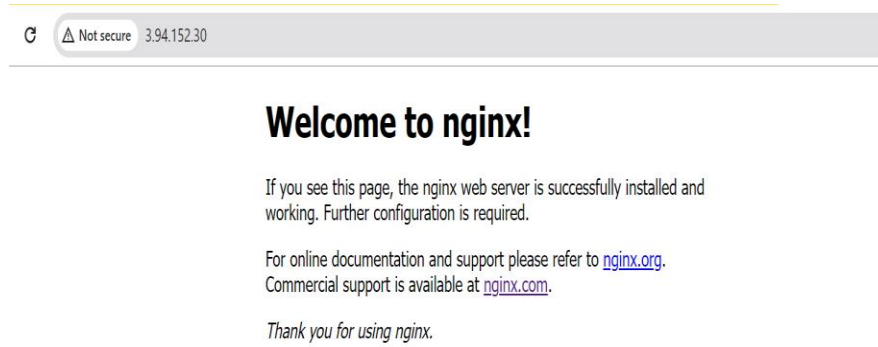 Not secure 3.94.152.30
Welcome to nginx!
If you see this page, the nginx web server is successfully installed and
working. Further configuration is required.
For online documentation and support please refer to nginx.org.
Commercial support is available at nginx.com.
Thank you for using nginx.